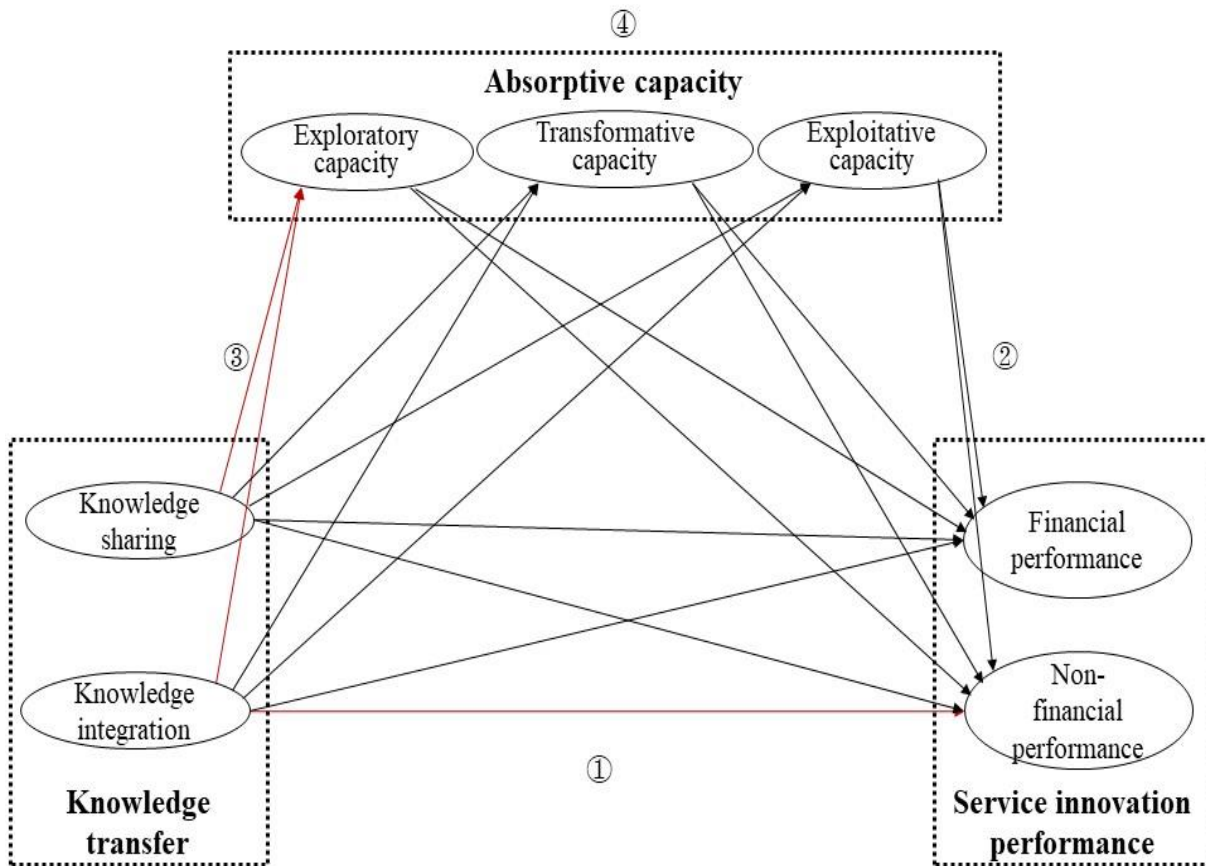 ④
Absorptive capacity
Exploratory
capacity
Transformative
capacity
Exploitative
capacity
③
②
Knowledge
sharing
Financial
performance
Knowledge
integration
Non-
financial
performance
①
Knowledge
transfer
Service innovation
performance